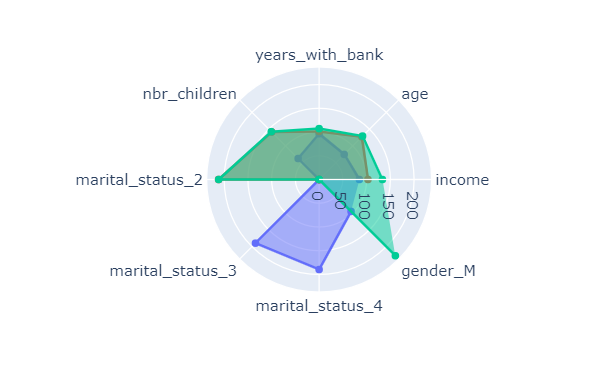 years_with_bank
nbr_children
age
marital_status_2
income
0
50
100
150
200
marital_status_3
gender_M
marital_status_4